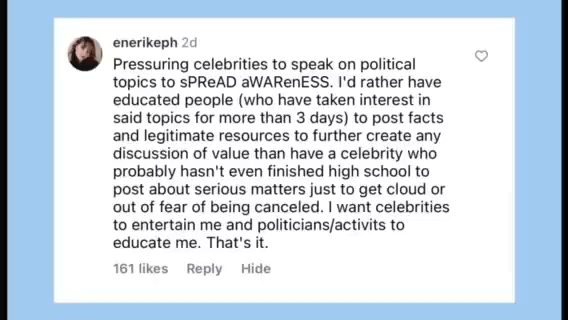 enerikeph 2d
Pressuring celebrities to speak on political
topics to sPReAD aWARenESS. I'd rather have
educated people (who have taken interest in
said topics for more than 3 days) to post facts
and legitimate resources to further create any
discussion of value than have a celebrity who
probably hasn't even finished high school to
post about serious matters just to get cloud or
out of fear of being canceled. I want celebrities
to entertain me and politicians/activits to
educate me. That's it.
161 likes Reply Hide